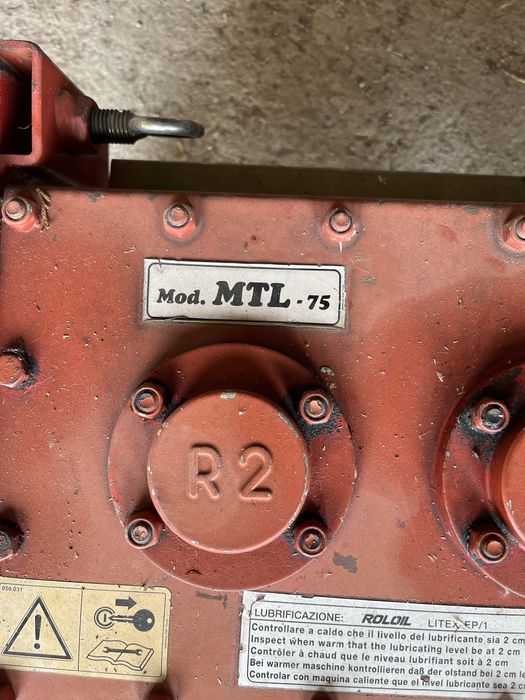 Mod. MTL - 75
R2
050 031
LUBRIFICAZIONE: ROLOIL LITEX EP/1
Controllare a caldo che il livello del lubrificante sia 2 cm
Inspect when warm that the lubricating level be at 2 cm
Contrôler à chaud que le niveau lubrifiant soit à 2 cm
Bei warmer maschine kontrollieren daß der olstand bei 2 cm
Controlar con maquina caliente que el nivel lubricante sea 2 cm